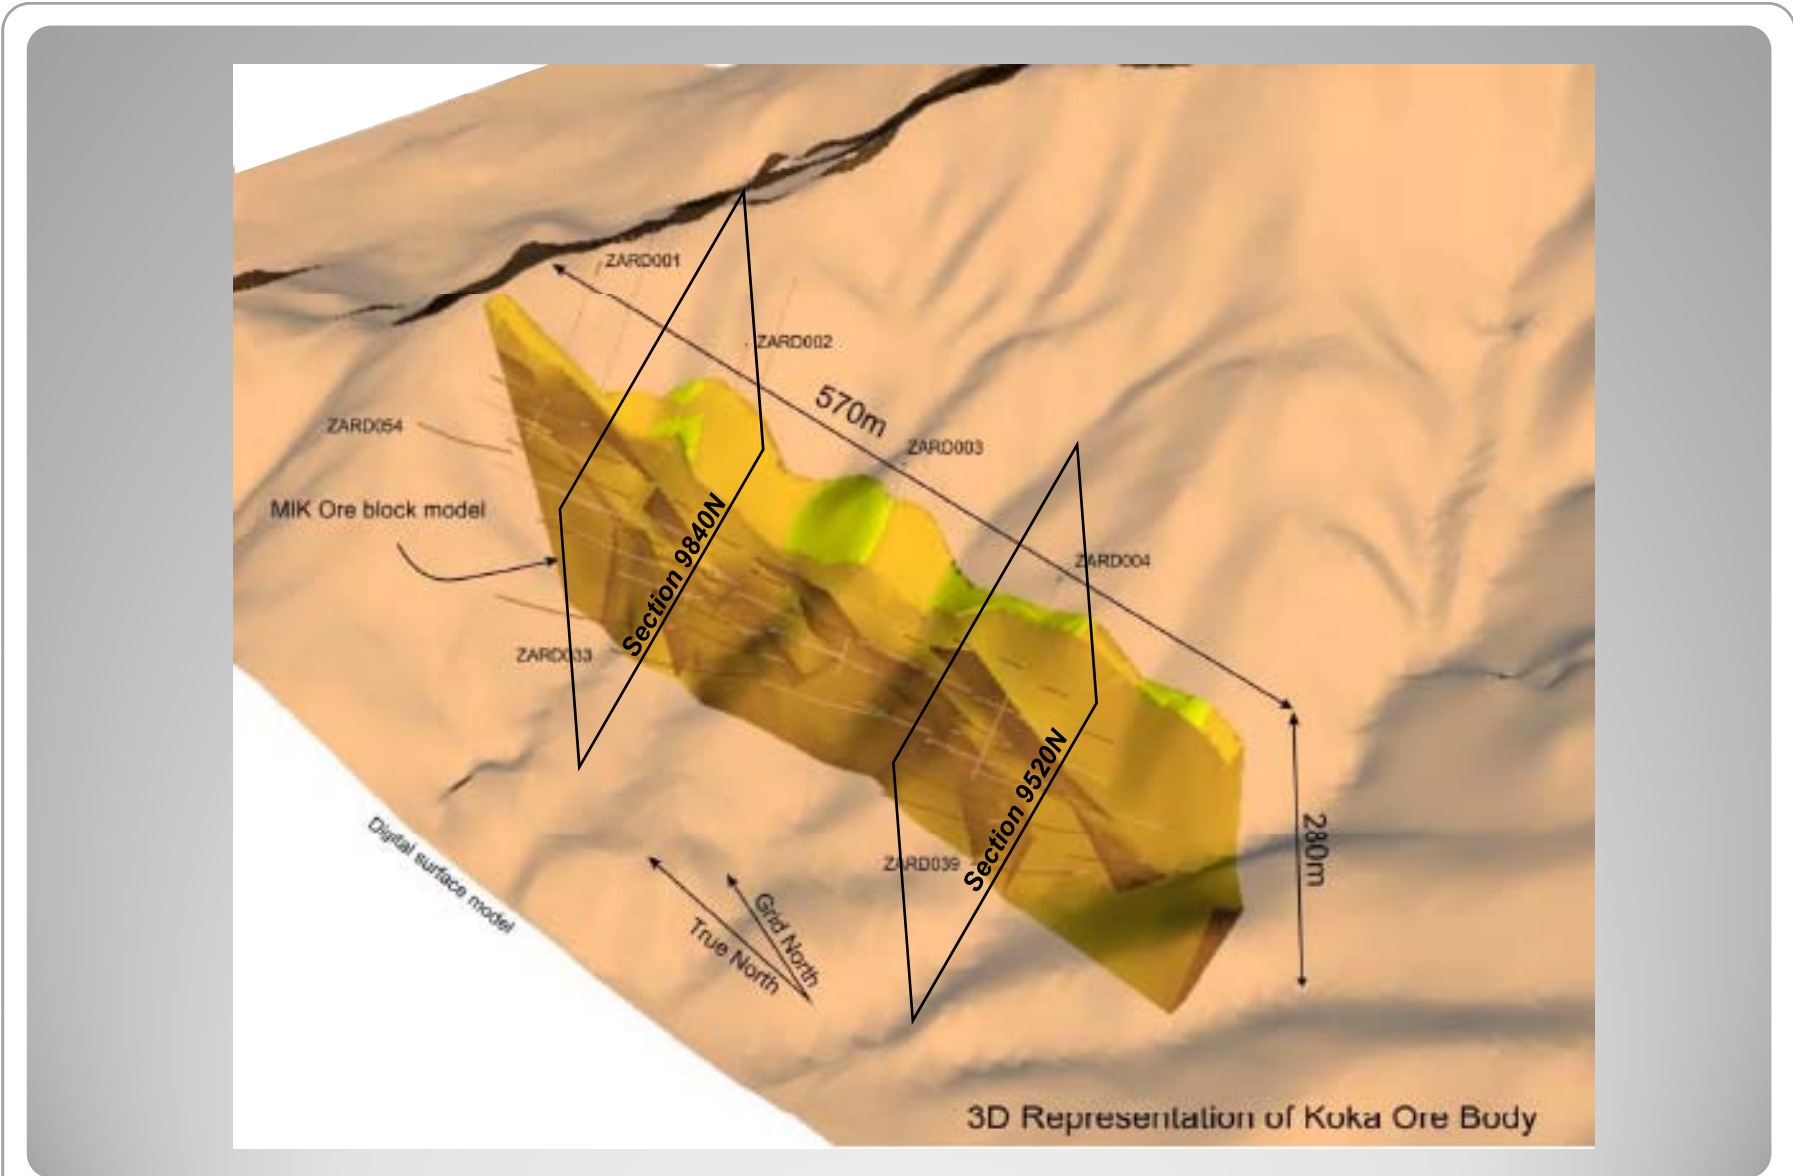 ZARD001
ZARD002
570m
ZARD054
ZARD003
MIK Ore block model
Section 9840N
ZARD004
ZARD033
Section 9520N
280m
Digital surface model
ZARD039
Grid North
True North
3D Representation of Koka Ore Body